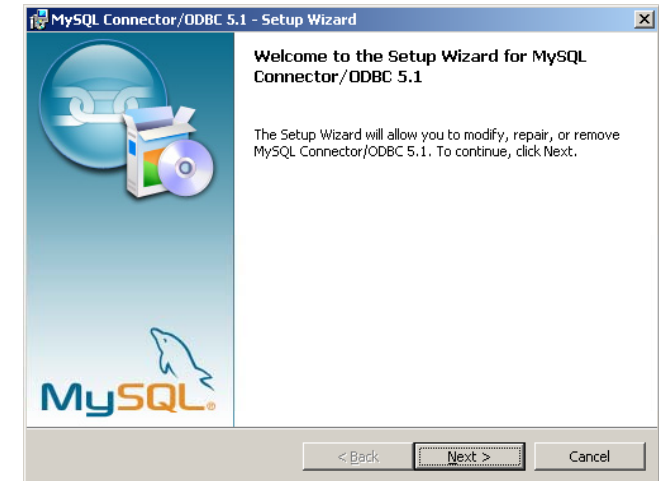 MySQL Connector/ODBC 5.1 - Setup Wizard
Welcome to the Setup Wizard for MySQL
Connector/ODBC 5.1
The Setup Wizard will allow you to modify, repair, or remove
MySQL Connector/ODBC 5.1. To continue, click Next.
MySQL®
< Back
Next >
Cancel